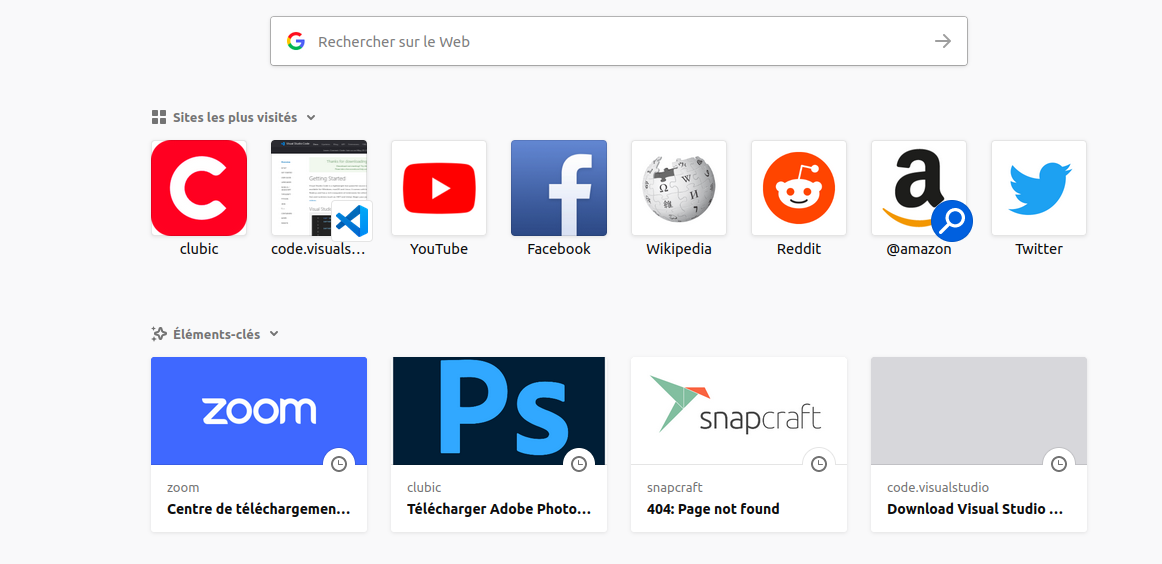 Rechercher sur le Web
Sites les plus visités
clubic
code.visuals...
YouTube
Facebook
Wikipedia
Reddit
@amazon
Twitter
Éléments-clés
zoom
Ps
snapcraft
zoom
Centre de téléchargemen...
clubic
Télécharger Adobe Photo...
snapcraft
404: Page not found
code.visualstudio
Download Visual Studio ...